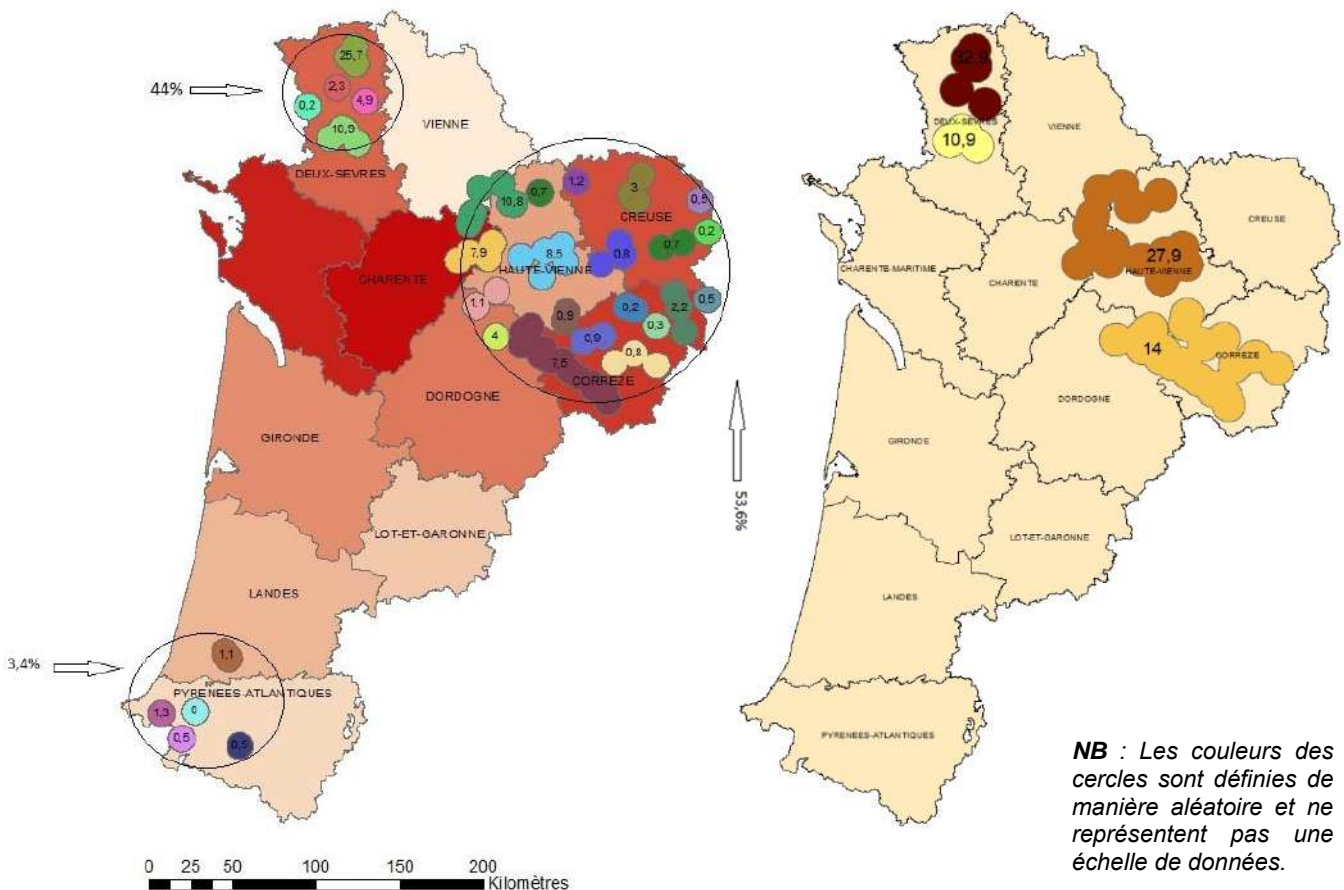 44%
25,7
2,3
0,2
4,9
10,9
VIENNE
DEUX-SEVRES
1,2
3
0,5
10,8
0,7
CREUSE
0,2
0,7
7,9
8,5
0,8
HAUTE-VIENNE
CHARENTE
1,1
0,9
0,2
2,2
0,5
0,3
4
0,9
0,8
7,5
CORREZE
DORDOGNE
GIRONDE
53,6%
LOT-ET-GARONNE
LANDES
3,4%
1,1
PYRENEES-ATLANTIQUES
1,3
0
0,5
0,5
0 25 50 100 150 200
Kilomètres
32,9
DEUX-SEVRES
10,9
VIENNE
CREUSE
27,9
HAUTE-VIENNE
CHARENTE-MARITIME
CHARENTE
14
CORREZE
DORDOGNE
GIRONDE
LOT-ET-GARONNE
LANDES
PYRENEES-ATLANTIQUES
NB : Les couleurs des
cercles sont définies de
manière aléatoire et ne
représentent pas une
échelle de données.